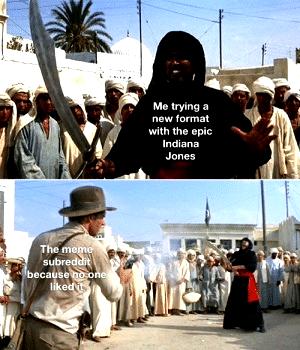 Me trying a
new format
with the epic
Indiana
Jones
The meme
subreddit
because no one
liked it